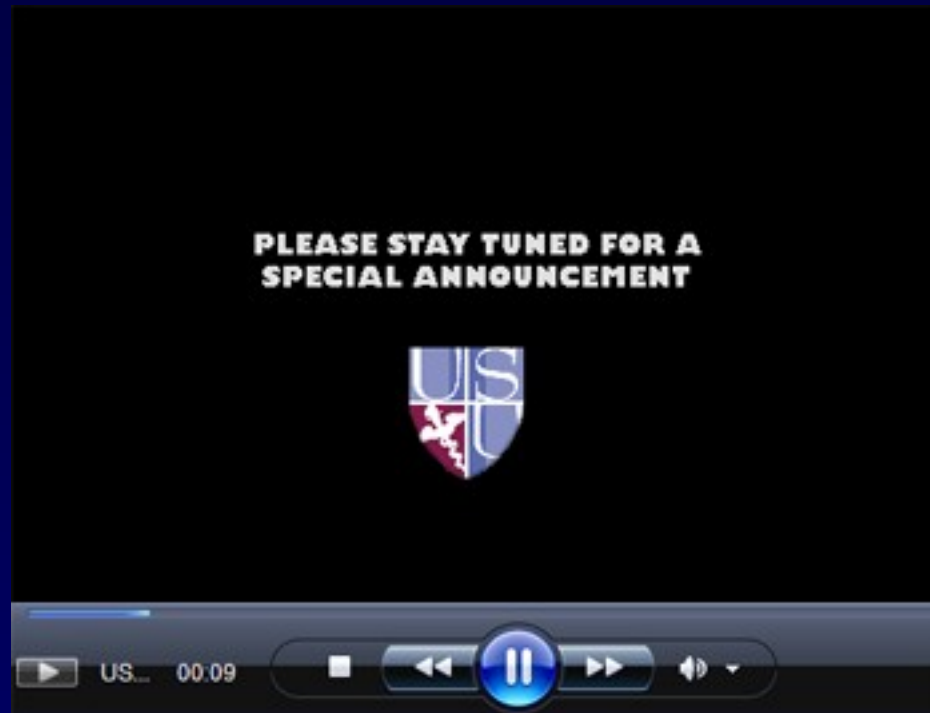 PLEASE STAY TUNED FOR A
SPECIAL ANNOUNCEMENT
US
U
US... 00:09